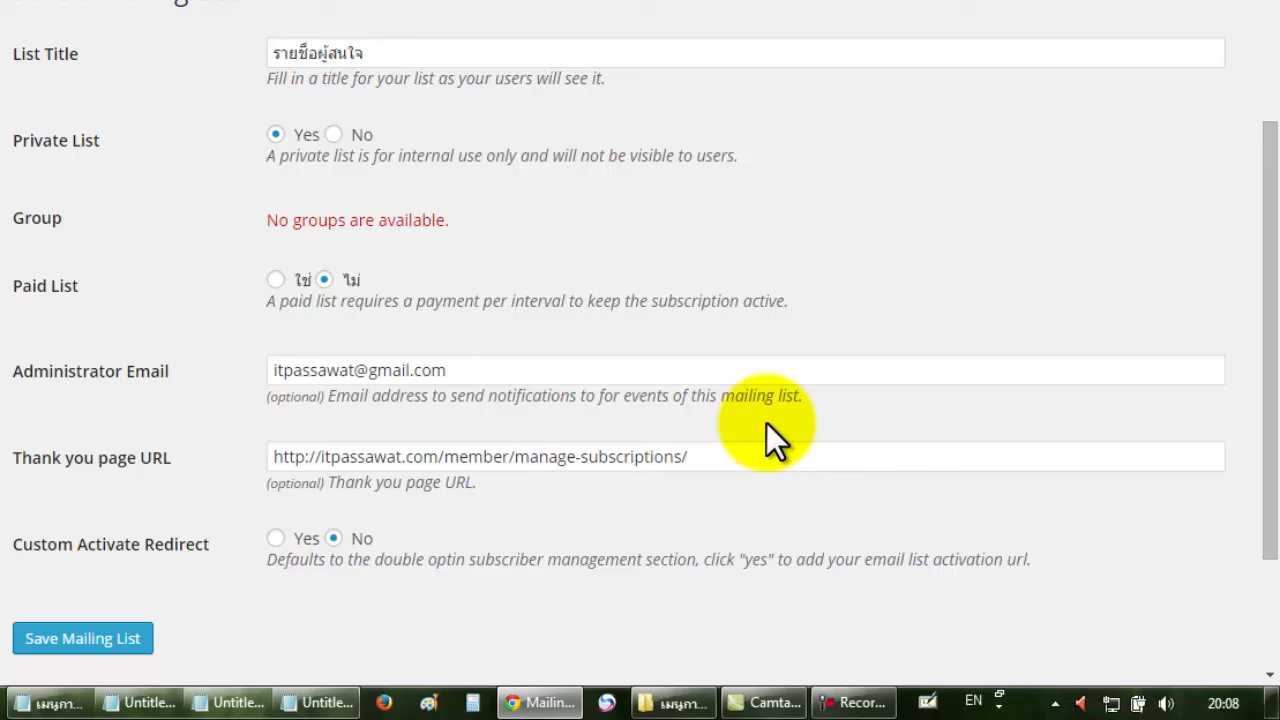 List Title
รายชื่อผู้สนใจ
Fill in a title for your list as your users will see it.
Private List
Yes No
A private list is for internal use only and will not be visible to users.
Group
No groups are available.
Paid List
ใช่ ไม่
A paid list requires a payment per interval to keep the subscription active.
Administrator Email
itpassawat@gmail.com
(optional) Email address to send notifications to for events of this mailing list.
Thank you page URL
http://itpassawat.com/member/manage-subscriptions/
(optional) Thank you page URL.
Custom Activate Redirect
Yes No
Defaults to the double optin subscriber management section, click "yes" to add your email list activation url.
Save Mailing List
เมนูกา... Untitle... Untitle... Untitle... Mailin... เมนูกา... Camta... Recor... EN 20:08